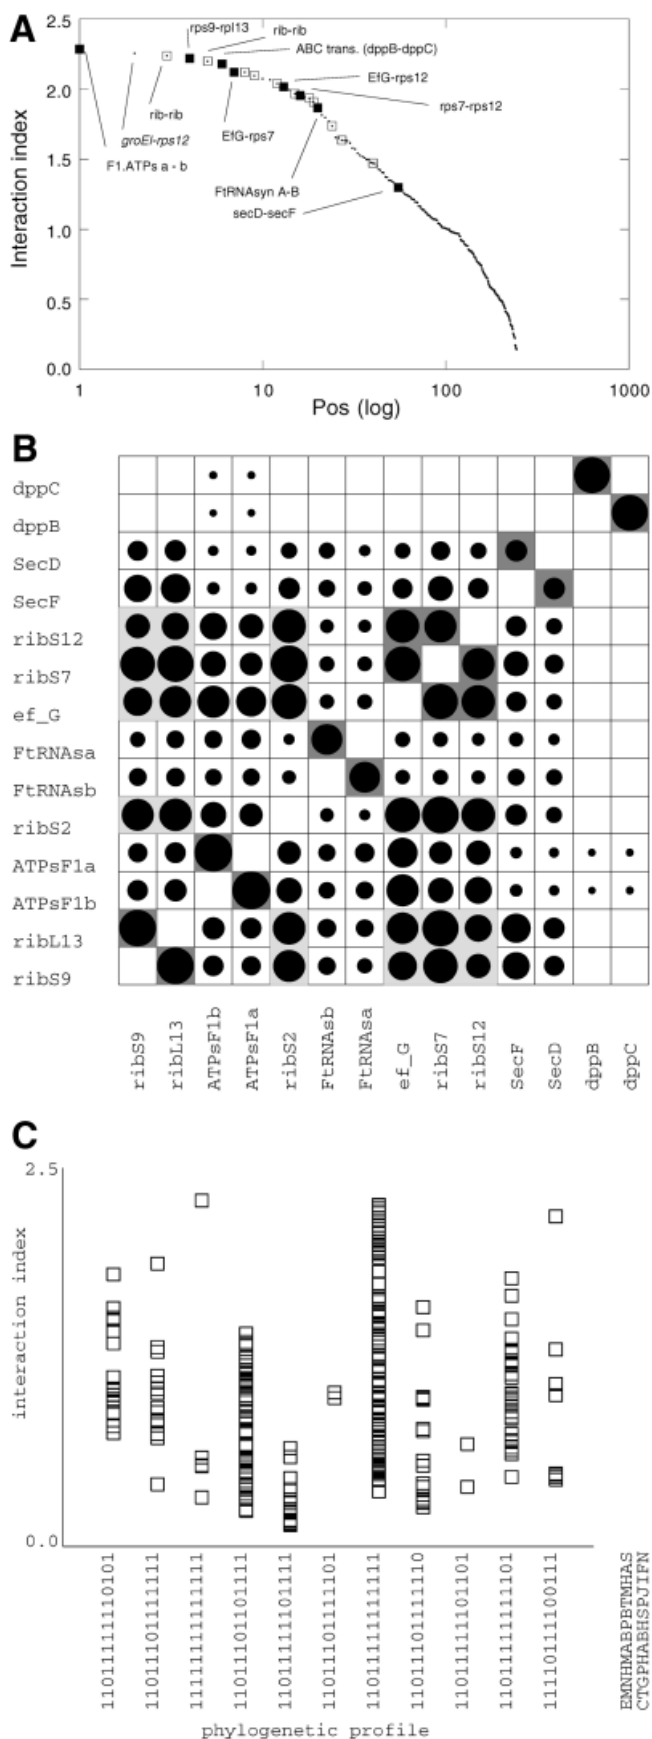 A
2.5
2.0
1.5
1.0
0.5
0.0
Interaction index
rps9-rpl13
rib-rib
ABC trans. (dppB-dppC)
EfG-rps12
rps7-rps12
rib-rib
groEl-rps12
EfG-rps7
F1.ATPs a - b
FtRNAsyn A-B
secD-secF
1
10
100
1000
Pos (log)
B
dppC
dppB
SecD
SecF
ribS12
ribS7
ef_G
FtRNAsa
FtRNAsb
ribS2
ATPsF1a
ATPsF1b
ribL13
ribS9
ribS9
ribL13
ATPsF1b
ATPsF1a
ribS2
FtRNAsb
FtRNAsa
ef_G
ribS7
ribS12
SecF
SecD
dppB
dppC
C
2.5
0.0
interaction index
11011111110101
11011101111111
11011101101111
11011111101111
11011101111101
11011111111110
11011111101101
11011111111101
11110111100111
EMNHMABPBTMHAS
CTGPHABHSPJIFN
phylogenetic profile